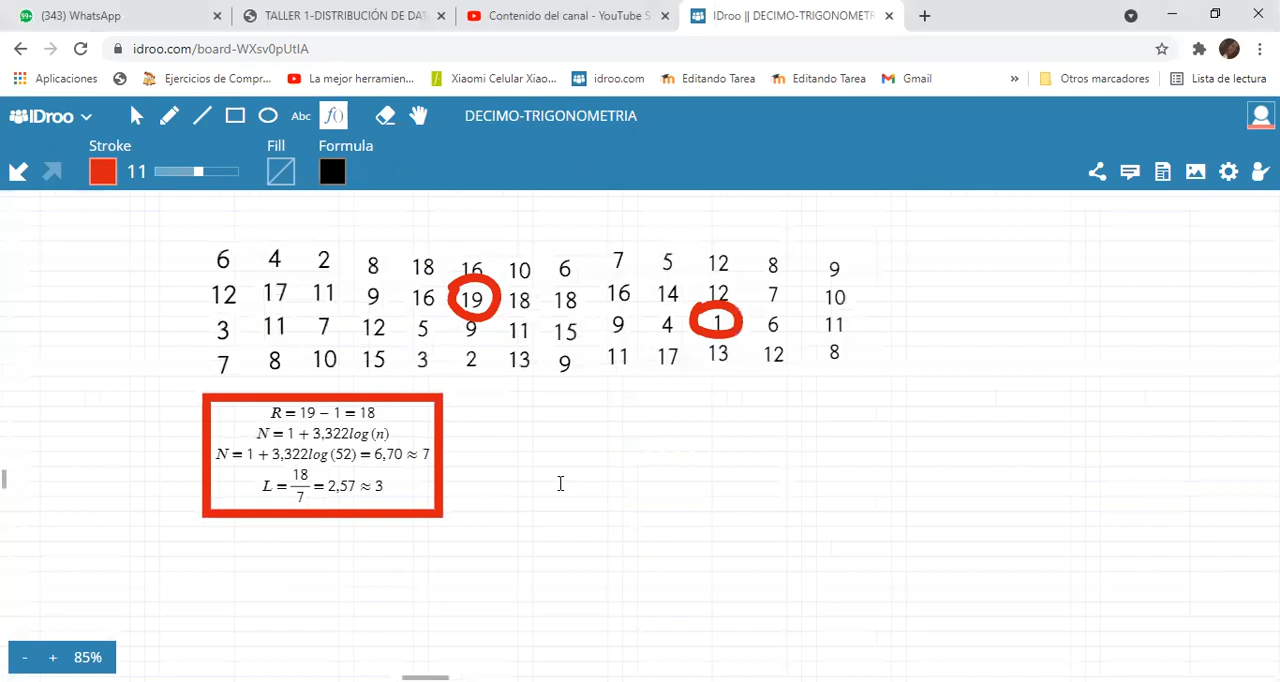 (343) WhatsApp
TALLER 1-DISTRIBUCIÓN DE DAT
Contenido del canal - YouTube S
IDroo || DECIMO-TRIGONOMETR
idroo.com/board-WXsv0pUtIA
Aplicaciones
Ejercicios de Compr...
La mejor herramien...
Xiaomi Celular Xiao...
idroo.com
Editando Tarea
Editando Tarea
Gmail
»
Otros marcadores
Lista de lectura
IDroo
Abc
f()
DECIMO-TRIGONOMETRIA
Stroke
11
Fill
Formula
6 4 2 8 18 16 10 6 7 5 12 8 9
12 17 11 9 16 19 18 18 16 14 12 7 10
3 11 7 12 5 9 11 15 9 4 1 6 11
7 8 10 15 3 2 13 9 11 17 13 12 8
R = 19 − 1 = 18
N = 1 + 3,322log (n)
N = 1 + 3,322log (52) = 6,70 ≈ 7
L = 18/7 = 2,57 ≈ 3
- + 85%